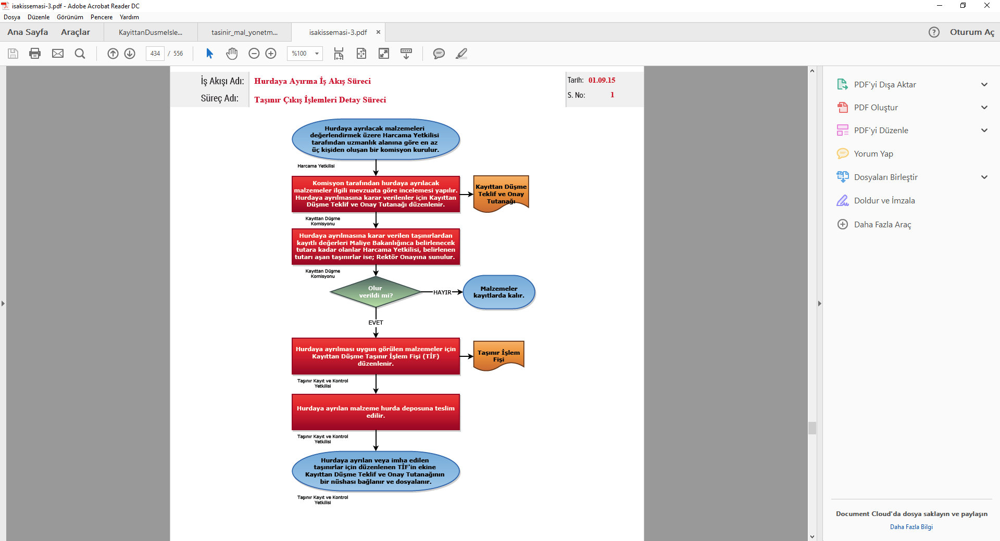 isakissemasi-3.pdf - Adobe Acrobat Reader DC
Dosya Düzenle Görünüm Pencere Yardım
Ana Sayfa Araçlar KayittanDusmeIsle... tasinir_mal_yonetm... isakissemasi-3.pdf × ? Oturum Aç
434 / 556 %100
İş Akışı Adı: Hurdaya Ayırma İş Akış Süreci
Süreç Adı: Taşınır Çıkış İşlemleri Detay Süreci
Tarih: 01.09.15
S. No: 1
Hurdaya ayrılacak malzemeleri
değerlendirmek üzere Harcama Yetkilisi
tarafından uzmanlık alanına göre en az
üç kişiden oluşan bir komisyon kurulur.
Harcama Yetkilisi
Komisyon tarafından hurdaya ayrılacak
malzemeler ilgili mevzuata göre incelemesi yapılır.
Hurdaya ayrılmasına karar verilenler için Kayıttan
Düşme Teklif ve Onay Tutanağı düzenlenir.
Kayıttan Düşme
Teklif ve Onay
Tutanağı
Kayıttan Düşme
Komisyonu
Hurdaya ayrılmasına karar verilen taşınırlardan
kayıtlı değerleri Maliye Bakanlığınca belirlenecek
tutara kadar olanlar Harcama Yetkilisi, belirlenen
tutarı aşan taşınırlar ise; Rektör Onayına sunulur.
Kayıttan Düşme
Komisyonu
Olur
verildi mi?
HAYIR
Malzemeler
kayıtlarda kalır.
EVET
Hurdaya ayrılması uygun görülen malzemeler için
Kayıttan Düşme Taşınır İşlem Fişi (TİF)
düzenlenir.
Taşınır İşlem
Fişi
Taşınır Kayıt ve Kontrol
Yetkilisi
Hurdaya ayrılan malzeme hurda deposuna teslim
edilir.
Taşınır Kayıt ve Kontrol
Yetkilisi
Hurdaya ayrılan veya imha edilen
taşınırlar için düzenlenen TİF'in ekine
Kayıttan Düşme Teklif ve Onay Tutanağının
bir nüshası bağlanır ve dosyalanır.
Taşınır Kayıt ve Kontrol
Yetkilisi
PDF'yi Dışa Aktar
PDF Oluştur
PDF'yi Düzenle
Yorum Yap
Dosyaları Birleştir
Doldur ve İmzala
Daha Fazla Araç
Document Cloud'da dosya saklayın ve paylaşın
Daha Fazla Bilgi